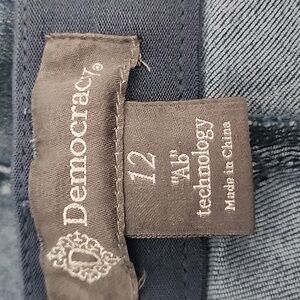 D
Democracy®
12
"Ab"
technology
Made in China